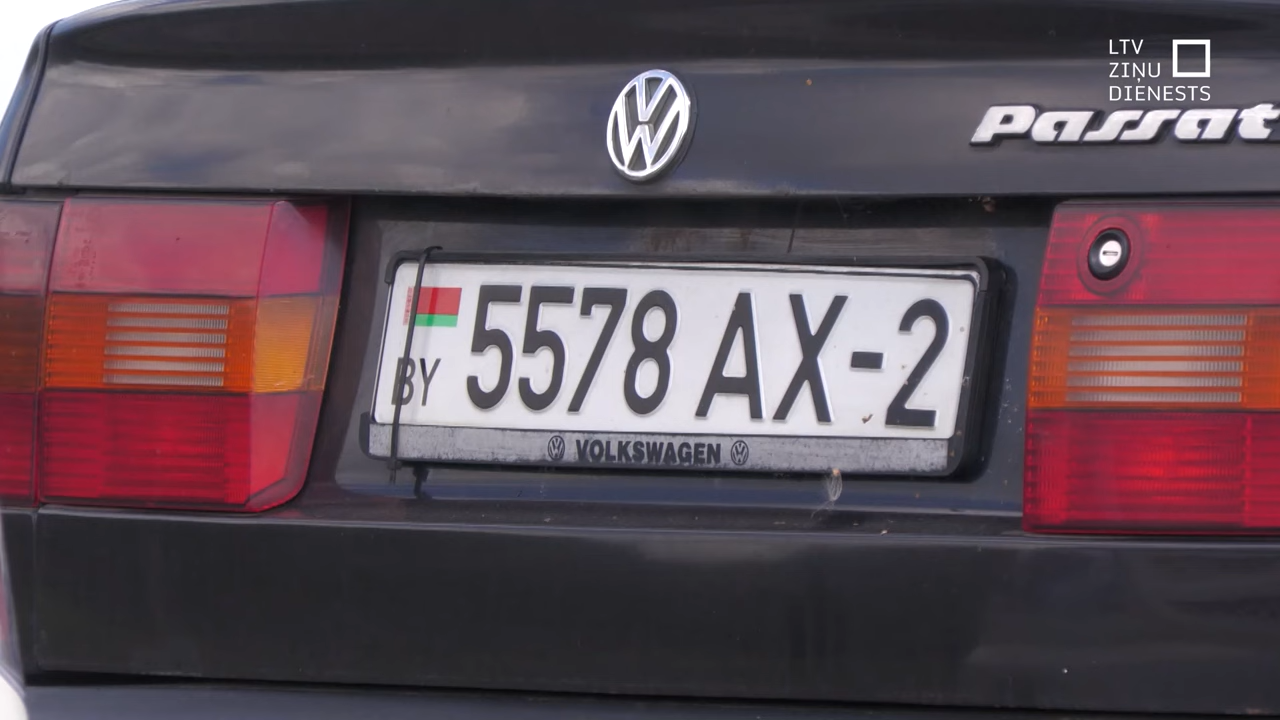 LTV
ZIŅU
DIENESTS
Passat
BY
5578 AX-2
VOLKSWAGEN